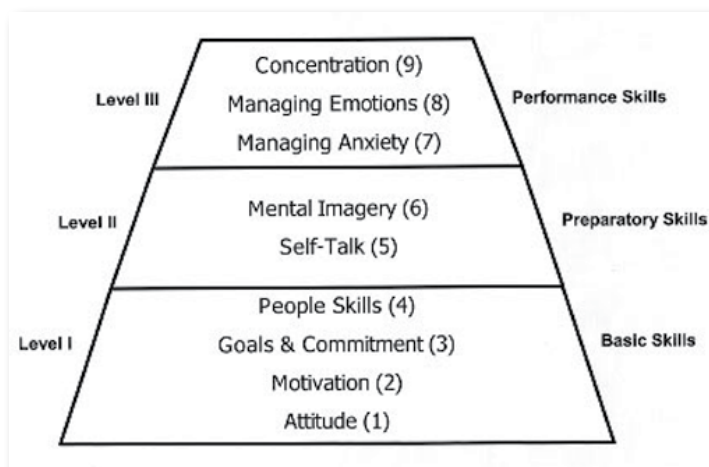 Concentration (9)
Level III
Managing Emotions (8)
Performance Skills
Managing Anxiety (7)
Mental Imagery (6)
Level II
Preparatory Skills
Self-Talk (5)
People Skills (4)
Level I
Goals & Commitment (3)
Basic Skills
Motivation (2)
Attitude (1)